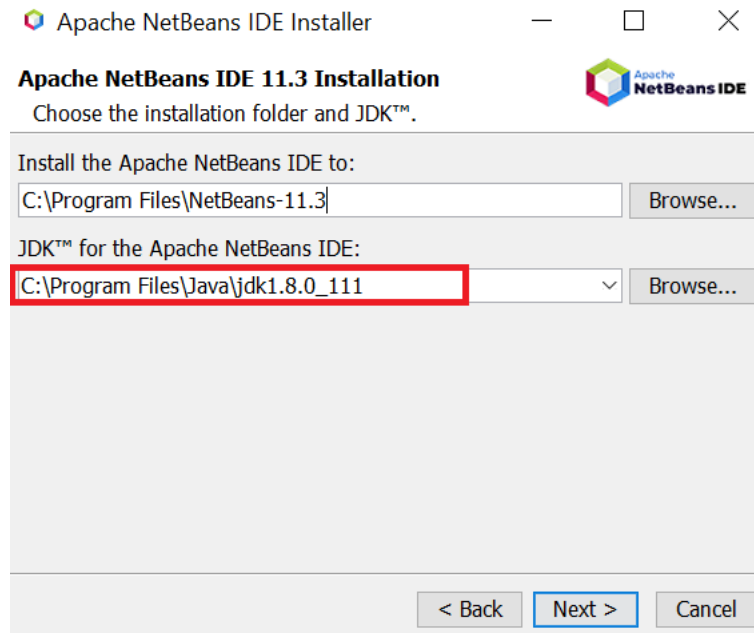 Apache NetBeans IDE Installer
Apache NetBeans IDE 11.3 Installation
Choose the installation folder and JDK™.
Apache
NetBeans IDE
Install the Apache NetBeans IDE to:
C:\Program Files\NetBeans-11.3
Browse...
JDK™ for the Apache NetBeans IDE:
C:\Program Files\Java\jdk1.8.0_111
Browse...
< Back
Next >
Cancel